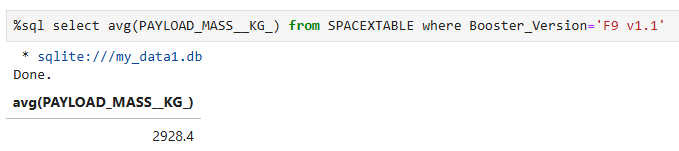 %sql select avg(PAYLOAD_MASS__KG_) from SPACEXTABLE where Booster_Version='F9 v1.1'
* sqlite:///my_data1.db
Done.
avg(PAYLOAD_MASS__KG_)
2928.4